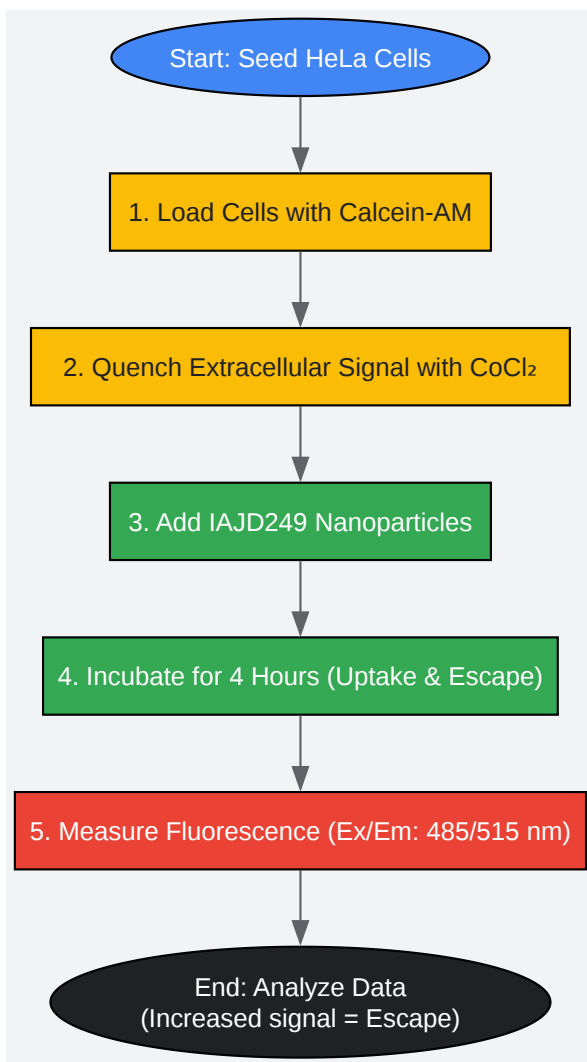 Start: Seed HeLa Cells
1. Load Cells with Calcein-AM
2. Quench Extracellular Signal with CoCl₂
3. Add IAJD249 Nanoparticles
4. Incubate for 4 Hours (Uptake & Escape)
5. Measure Fluorescence (Ex/Em: 485/515 nm)
End: Analyze Data
(Increased signal = Escape)